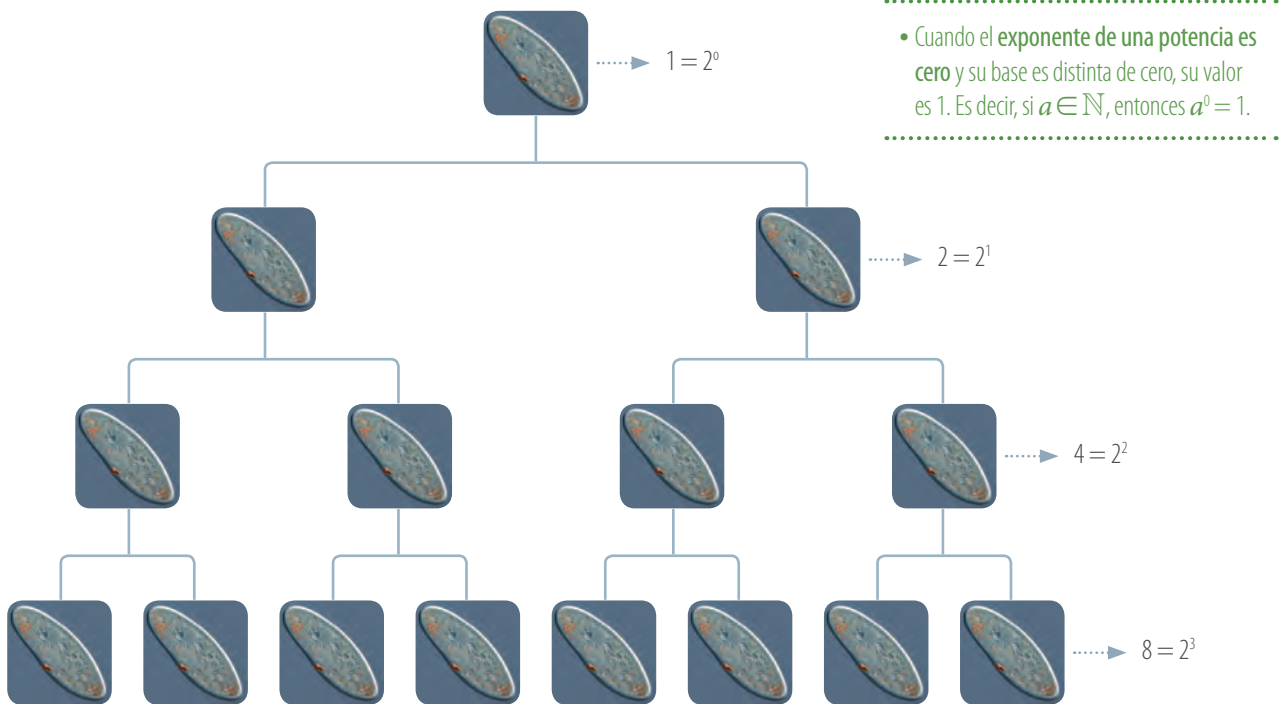 1 = 2⁰
• Cuando el exponente de una potencia es
cero y su base es distinta de cero, su valor
es 1. Es decir, si a ∈ ℕ, entonces a⁰ = 1.
2 = 2¹
4 = 2²
8 = 2³